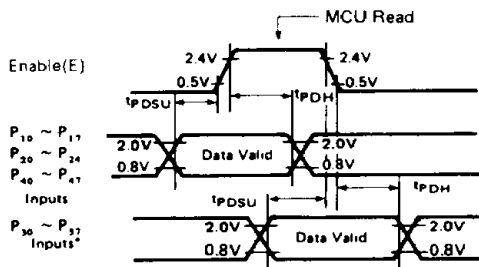 MCU Read
Enable(E)
2.4V
2.4V
0.5V
0.5V
tPDSU
tPDH
P10 ~ P17
P20 ~ P24
P40 ~ P47
Inputs
2.0V
0.8V
Data Valid
2.0V
0.8V
tPDSU
tPDH
P30 ~ P37
Inputs*
2.0V
0.8V
Data Valid
2.0V
0.8V